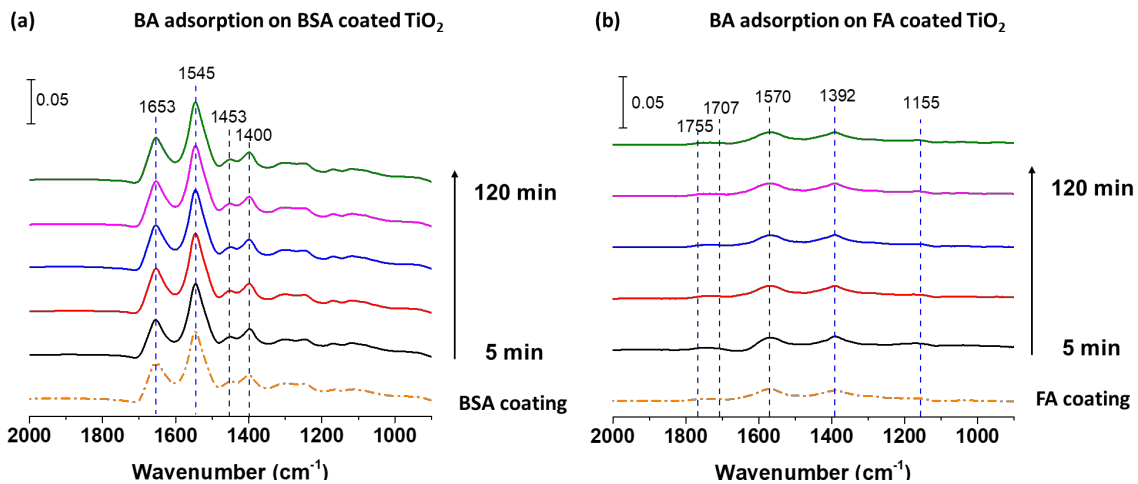 (a) BA adsorption on BSA coated TiO₂
0.05
1653
1545
1453
1400
120 min
5 min
BSA coating
2000 1800 1600 1400 1200 1000
Wavenumber (cm⁻¹)
(b) BA adsorption on FA coated TiO₂
0.05
1755
1707
1570
1392
1155
120 min
5 min
FA coating
2000 1800 1600 1400 1200 1000
Wavenumber (cm⁻¹)